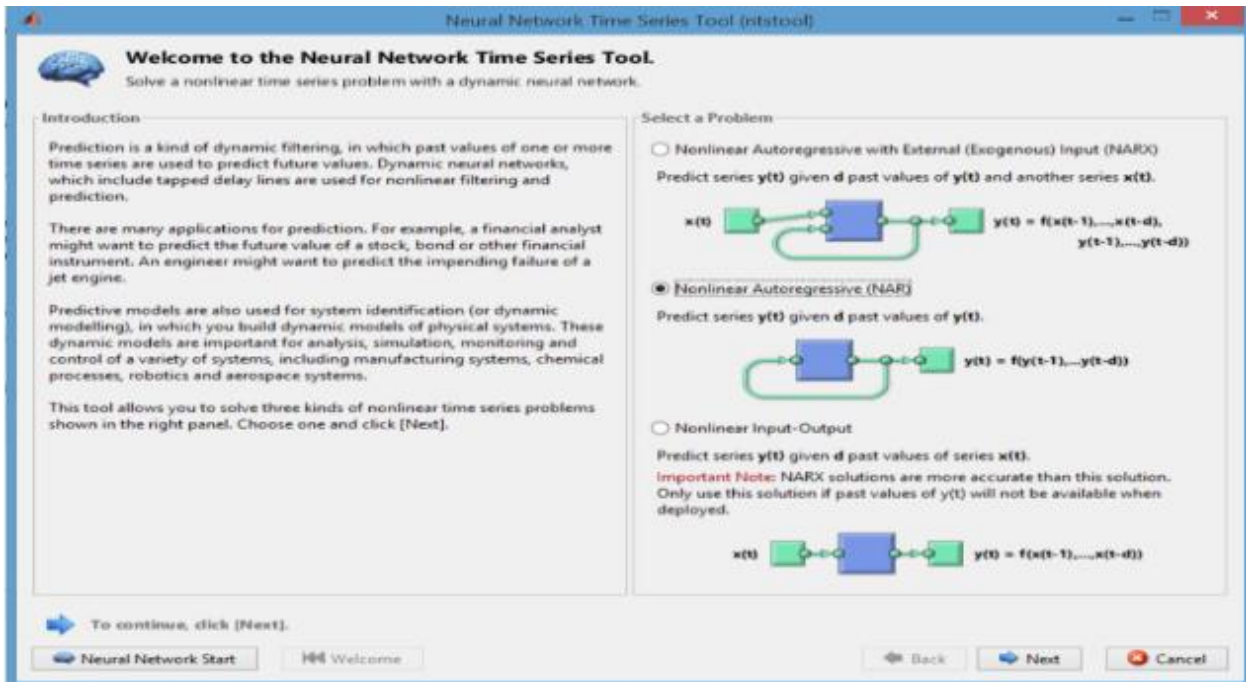 Neural Network Time Series Tool (ntstool)
Welcome to the Neural Network Time Series Tool.
Solve a nonlinear time series problem with a dynamic neural network.
Introduction
Prediction is a kind of dynamic filtering, in which past values of one or more
time series are used to predict future values. Dynamic neural networks,
which include tapped delay lines are used for nonlinear filtering and
prediction.
There are many applications for prediction. For example, a financial analyst
might want to predict the future value of a stock, bond or other financial
instrument. An engineer might want to predict the impending failure of a
jet engine.
Predictive models are also used for system identification (or dynamic
modelling), in which you build dynamic models of physical systems. These
dynamic models are important for analysis, simulation, monitoring and
control of a variety of systems, including manufacturing systems, chemical
processes, robotics and aerospace systems.
This tool allows you to solve three kinds of nonlinear time series problems
shown in the right panel. Choose one and click [Next].
Select a Problem
Nonlinear Autoregressive with External (Exogenous) Input (NARX)
Predict series y(t) given d past values of y(t) and another series x(t).
x(t) y(t) = f(x(t-1),...,x(t-d),
y(t-1),...,y(t-d))
Nonlinear Autoregressive (NAR)
Predict series y(t) given d past values of y(t).
y(t) = f(y(t-1),...y(t-d))
Nonlinear Input-Output
Predict series y(t) given d past values of series x(t).
Important Note: NARX solutions are more accurate than this solution.
Only use this solution if past values of y(t) will not be available when
deployed.
x(t) y(t) = f(x(t-1),...,x(t-d))
To continue, click [Next].
Neural Network Start Welcome Back Next Cancel